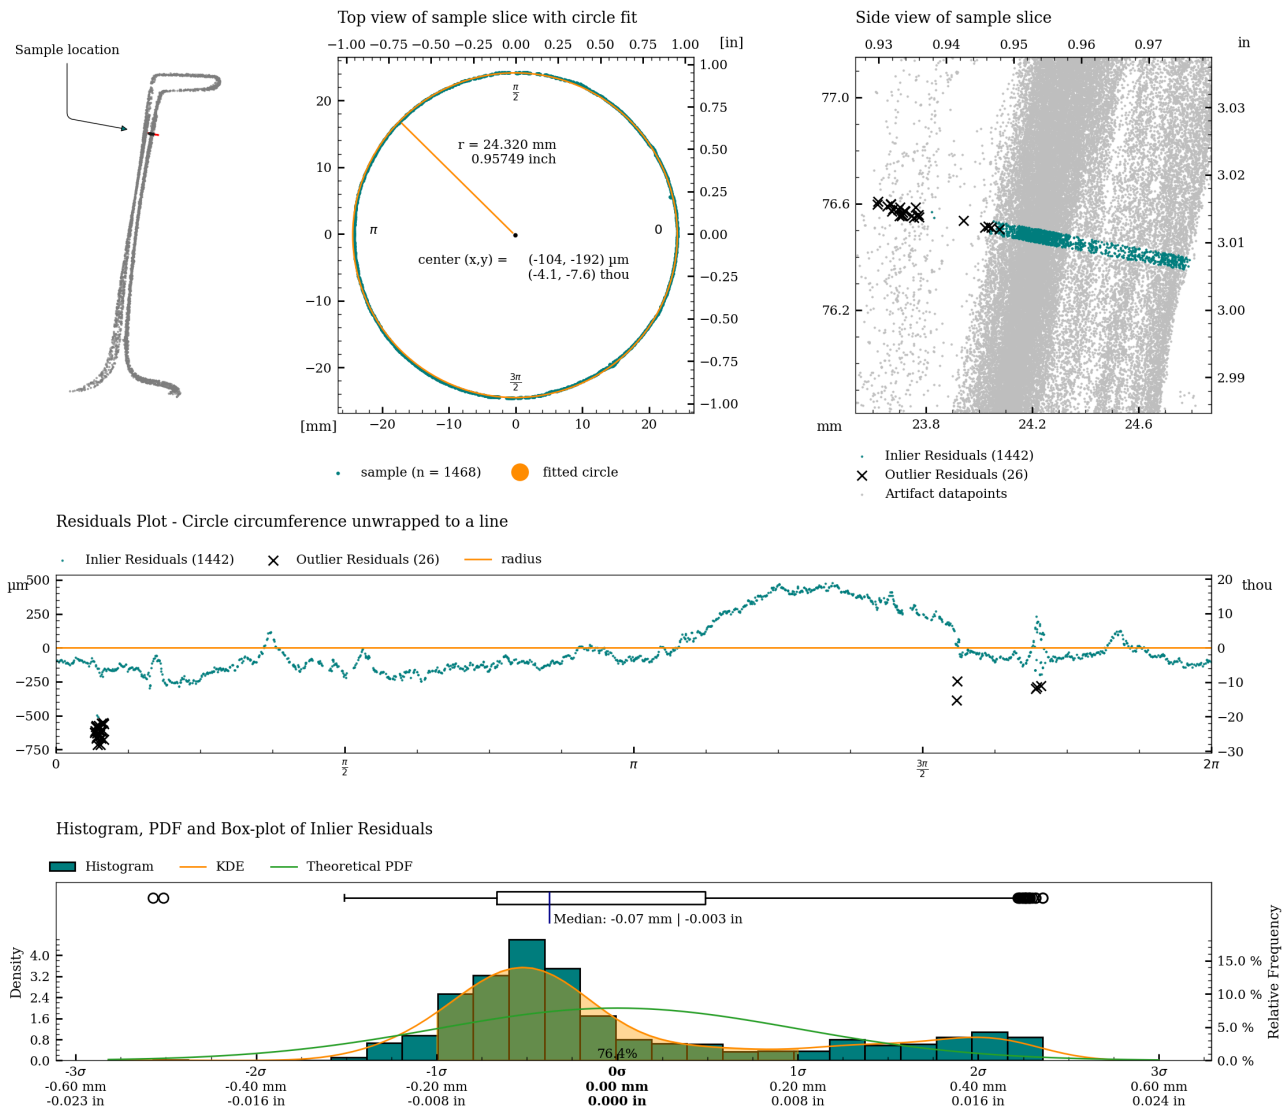 Sample location
Top view of sample slice with circle fit
−1.00 −0.75 −0.50 −0.25 0.00 0.25 0.50 0.75 1.00 [in]
20
10
0
−10
−20
1.00
0.75
0.50
0.25
0.00
−0.25
−0.50
−0.75
−1.00
π/2
r = 24.320 mm
0.95749 inch
π
0
center (x,y) = (-104, -192) µm
(-4.1, -7.6) thou
3π/2
[mm] −20 −10 0 10 20
sample (n = 1468) fitted circle
Side view of sample slice
0.93 0.94 0.95 0.96 0.97 in
77.0
76.6
76.2
3.03
3.02
3.01
3.00
2.99
mm 23.8 24.2 24.6
Inlier Residuals (1442)
Outlier Residuals (26)
Artifact datapoints
Residuals Plot - Circle circumference unwrapped to a line
Inlier Residuals (1442) Outlier Residuals (26) radius
µm
500
250
0
−250
−500
−750
thou
20
10
0
−10
−20
−30
0 π/2 π 3π/2 2π
Histogram, PDF and Box-plot of Inlier Residuals
Histogram KDE Theoretical PDF
Median: -0.07 mm | -0.003 in
Density
4.0
3.2
2.4
1.6
0.8
0.0
Relative Frequency
15.0 %
10.0 %
5.0 %
0.0 %
76.4%
-3σ -2σ -1σ 0σ 1σ 2σ 3σ
-0.60 mm -0.40 mm -0.20 mm 0.00 mm 0.20 mm 0.40 mm 0.60 mm
-0.023 in -0.016 in -0.008 in 0.000 in 0.008 in 0.016 in 0.024 in